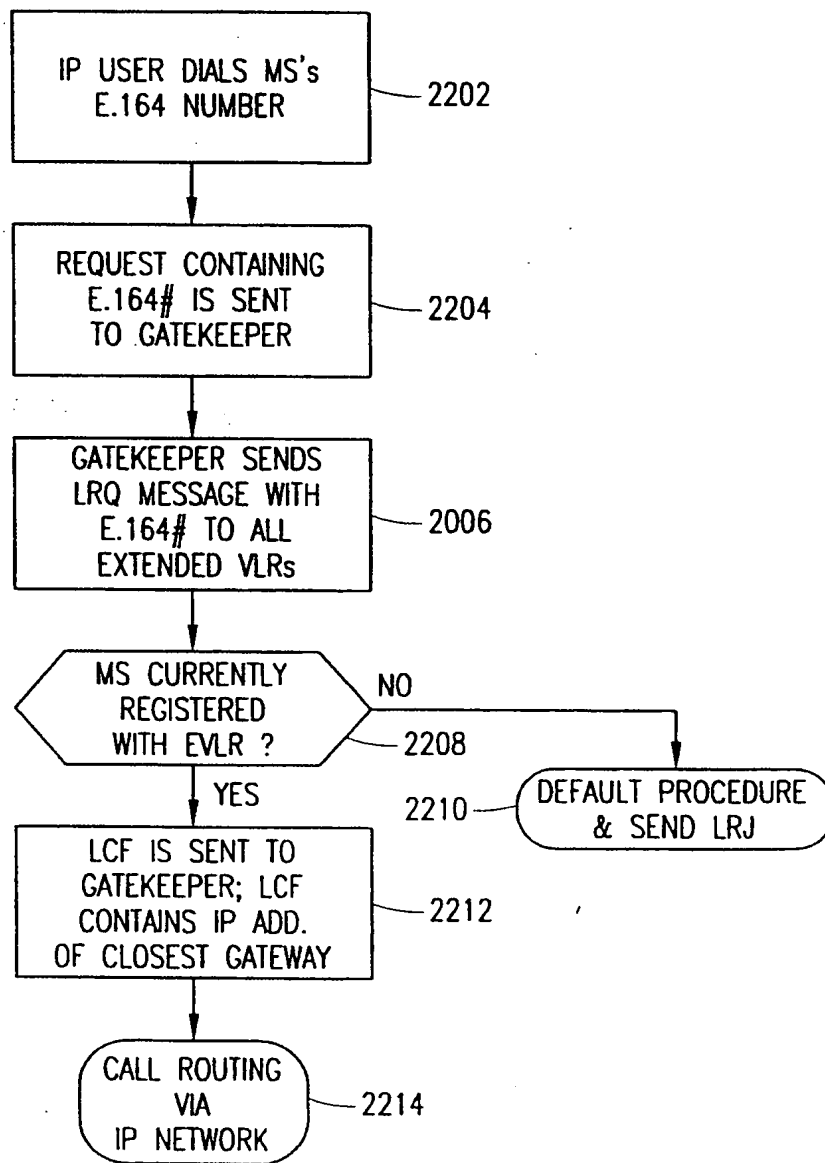 IP USER DIALS MS's
E.164 NUMBER
2202
REQUEST CONTAINING
E.164# IS SENT
TO GATEKEEPER
2204
GATEKEEPER SENDS
LRQ MESSAGE WITH
E.164# TO ALL
EXTENDED VLRs
2006
MS CURRENTLY
REGISTERED
WITH EVLR ?
2208
NO
YES
2210
DEFAULT PROCEDURE
& SEND LRJ
LCF IS SENT TO
GATEKEEPER; LCF
CONTAINS IP ADD.
OF CLOSEST GATEWAY
2212
CALL ROUTING
VIA
IP NETWORK
2214